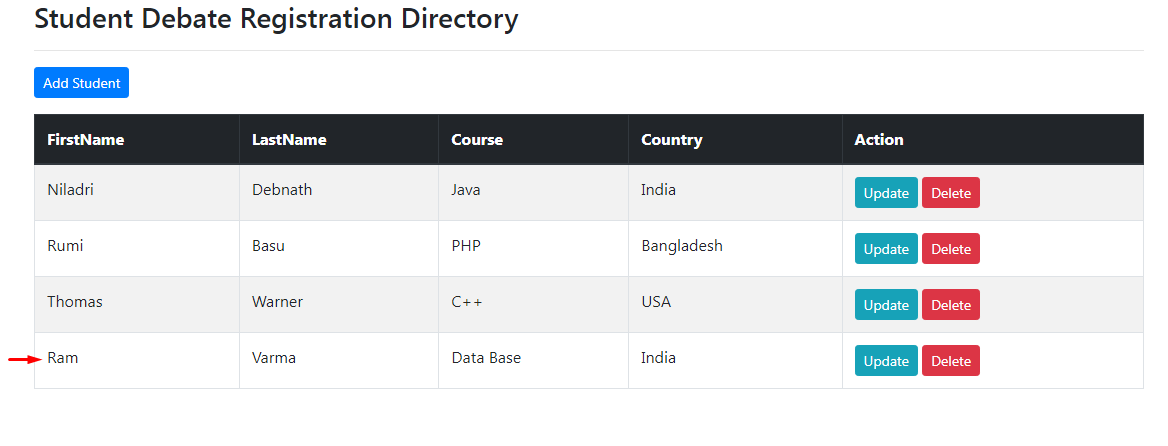 Student Debate Registration Directory
Add Student
FirstName LastName Course Country Action
Niladri Debnath Java India Update Delete
Rumi Basu PHP Bangladesh Update Delete
Thomas Warner C++ USA Update Delete
Ram Varma Data Base India Update Delete